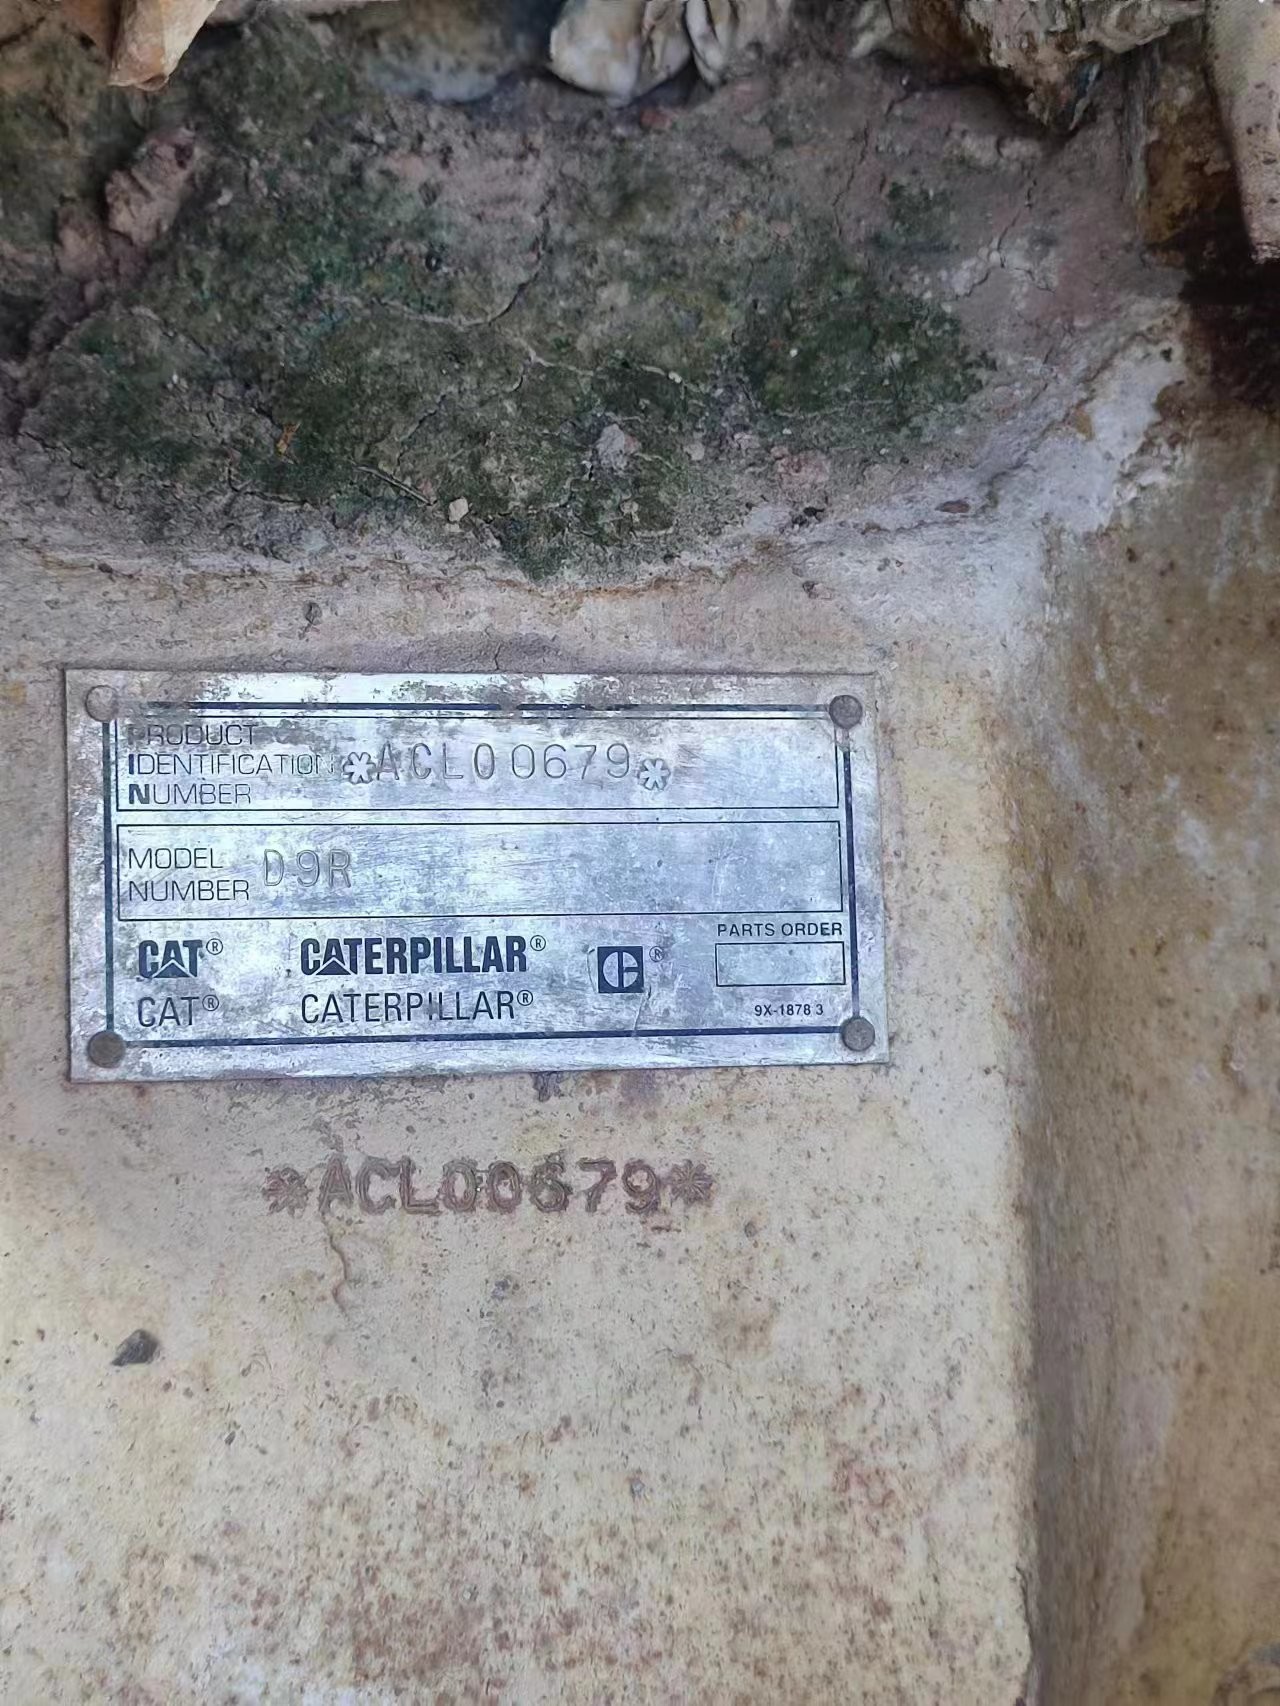 PRODUCT
IDENTIFICATION *ACL00679*
NUMBER
MODEL
NUMBER D9R
CAT® CATERPILLAR® C® PARTS ORDER
CAT® CATERPILLAR®
9X-1878 3
*ACL00679*